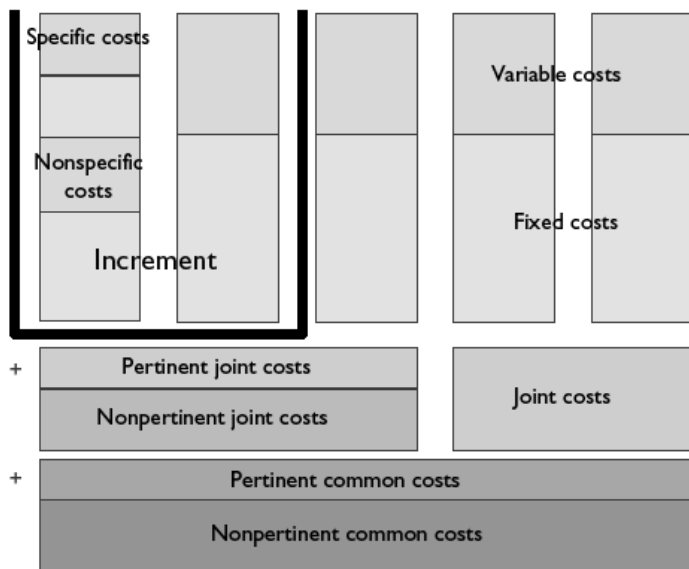 Specific costs
Variable costs
Nonspecific
costs
Fixed costs
Increment
+ Pertinent joint costs
Nonpertinent joint costs
Joint costs
+ Pertinent common costs
Nonpertinent common costs